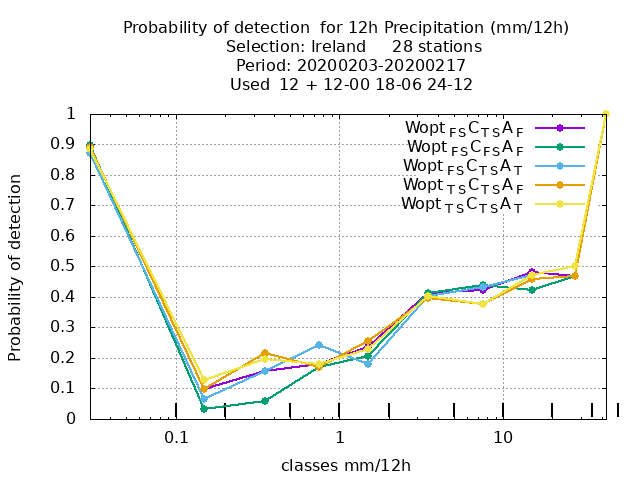 Probability of detection  for 12h Precipitation (mm/12h)
Selection: Ireland     28 stations
Period: 20200203-20200217
Used  12 + 12-00 18-06 24-12
Wopt FS C TS A F
Wopt FS C FS A F
Wopt FS C TS A T
Wopt TS C TS A F
Wopt TS C TS A T
1
0.9
0.8
0.7
0.6
0.5
0.4
0.3
0.2
0.1
0
Probability of detection
0.1 1 10
classes mm/12h